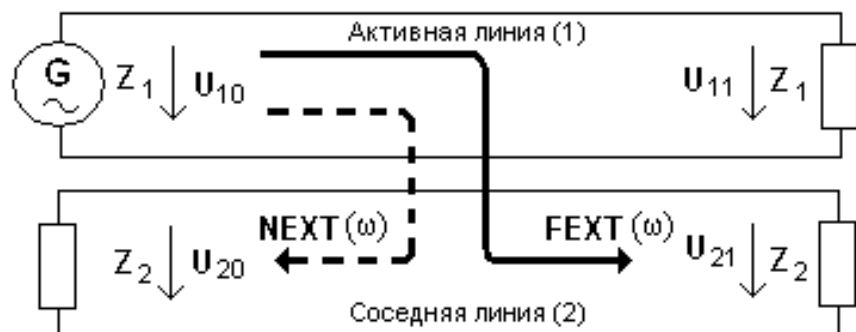 Активная линия (1)
G
Z1
U10
U11
Z1
NEXT(ω)
FEXT(ω)
Z2
U20
U21
Z2
Соседняя линия (2)